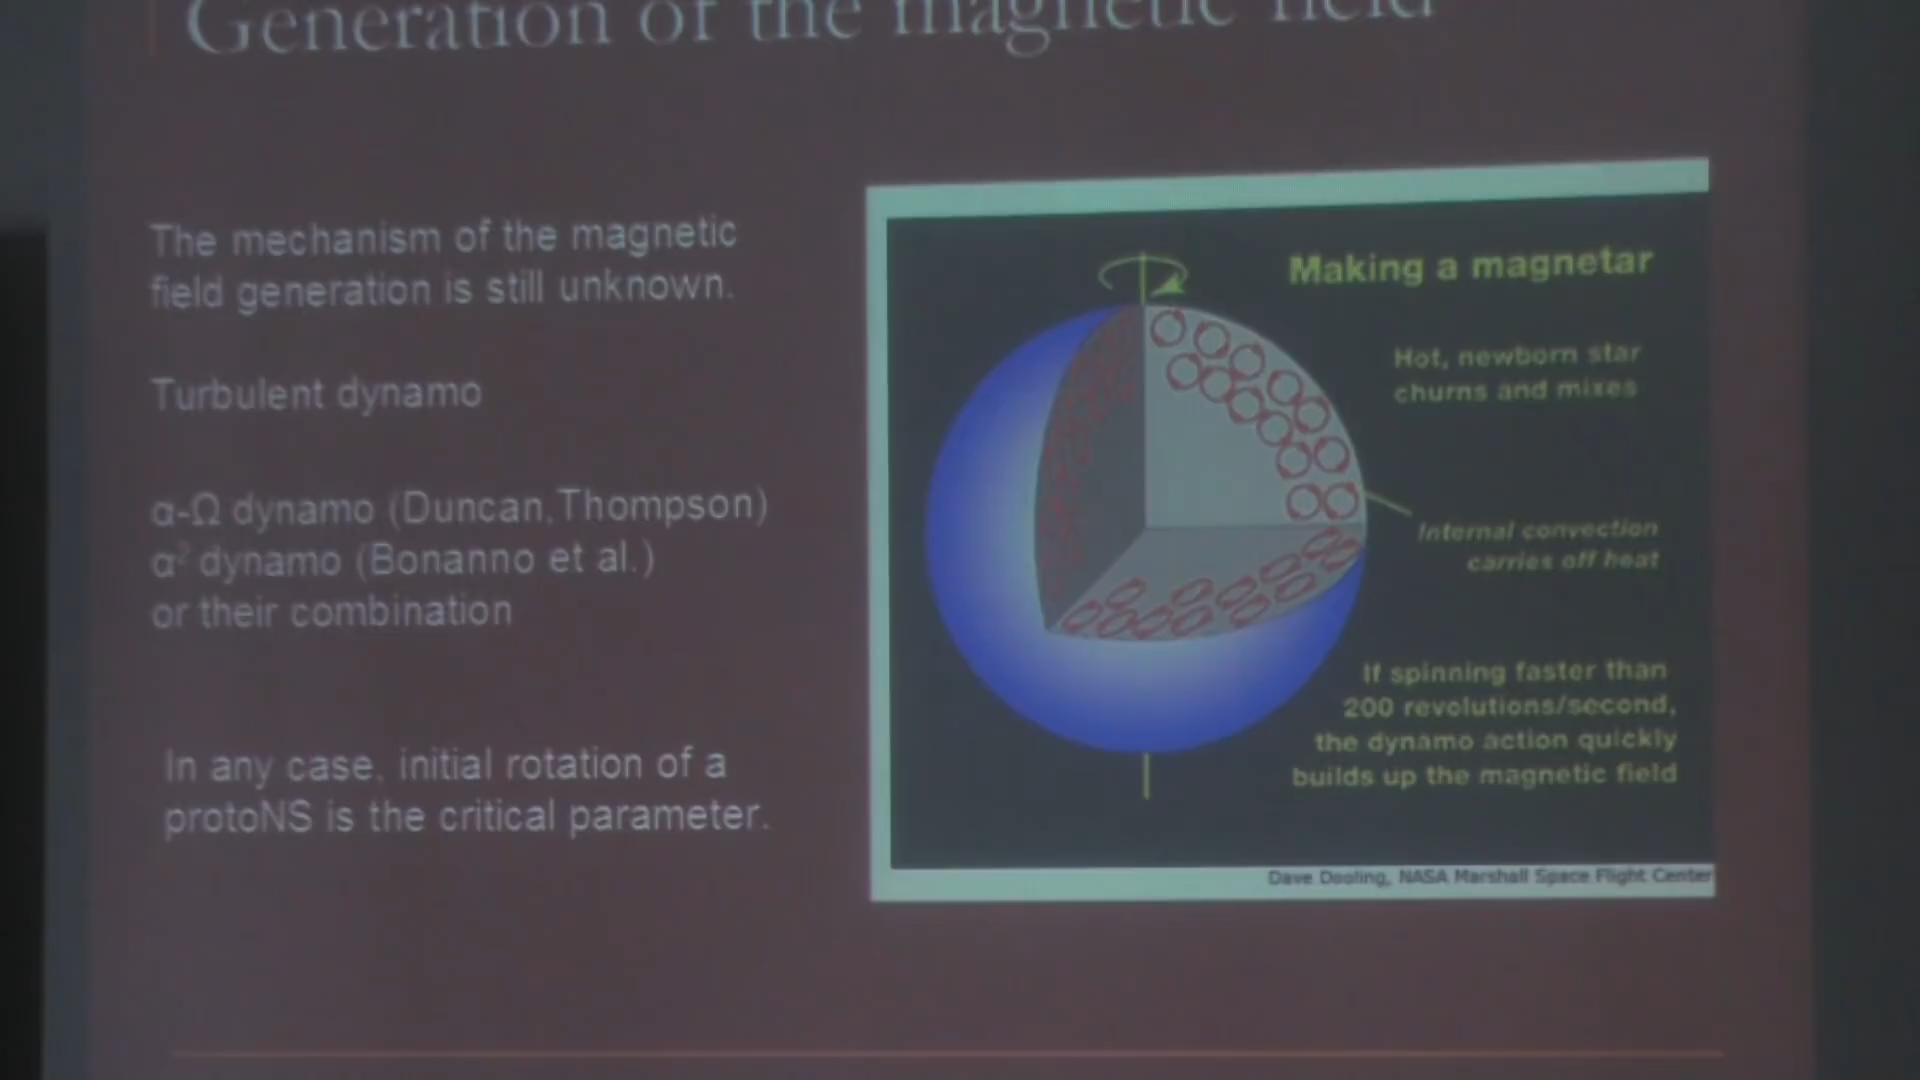 Generation of the magnetic field
The mechanism of the magnetic
field generation is still unknown.
Turbulent dynamo
α-Ω dynamo (Duncan,Thompson)
α² dynamo (Bonanno et al.)
or their combination
In any case, initial rotation of a
protoNS is the critical parameter.
Making a magnetar
Hot, newborn star
churns and mixes
Internal convection
carries off heat
If spinning faster than
200 revolutions/second,
the dynamo action quickly
builds up the magnetic field
Dave Dooling, NASA Marshall Space Flight Center